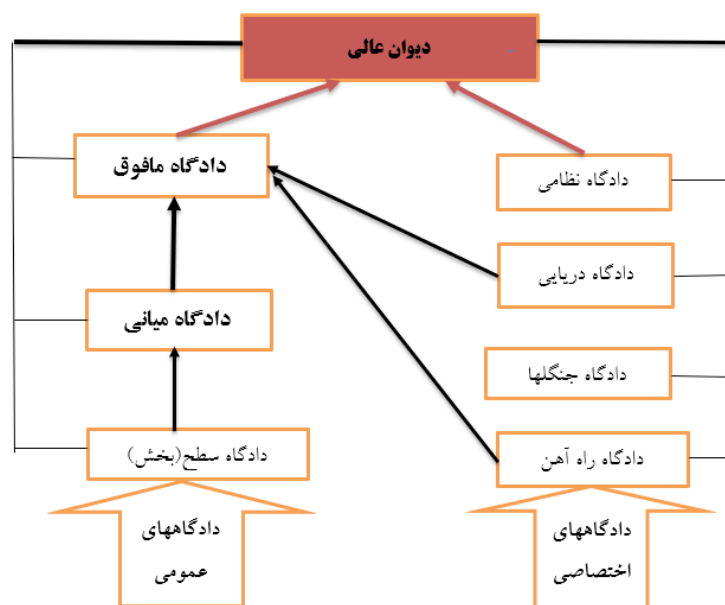 دیوان عالی
دادگاه مافوق
دادگاه نظامی
دادگاه دریایی
دادگاه میانی
دادگاه جنگلها
دادگاه سطح(بخش)
دادگاه راه آهن
دادگاههای
عمومی
دادگاههای
اختصاصی